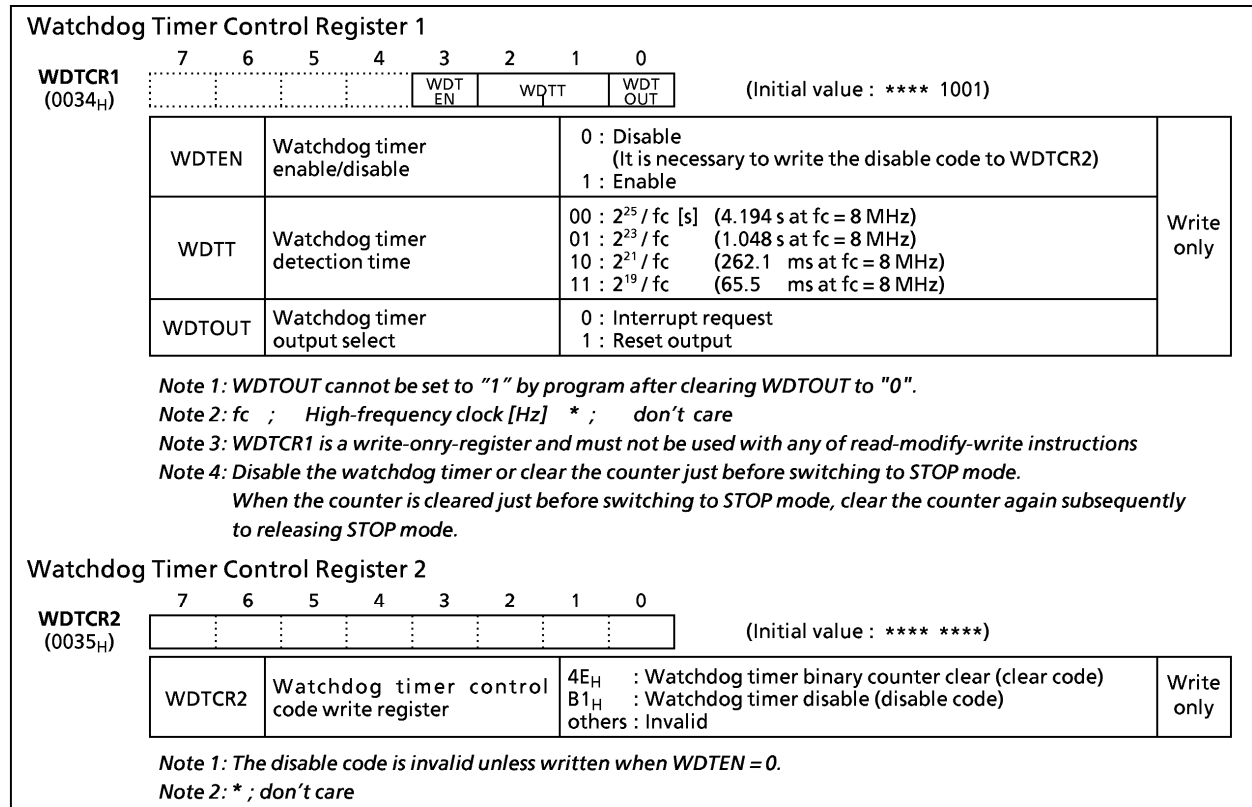 Watchdog Timer Control Register 1
7 6 5 4 3 2 1 0
WDTCR1
(0034H)
WDT EN WDTT WDT OUT
(Initial value : **** 1001)
WDTEN
Watchdog timer
enable/disable
0 : Disable
(It is necessary to write the disable code to WDTCR2)
1 : Enable
Write
only
WDTT
Watchdog timer
detection time
00 : 2²⁵ / fc [s] (4.194 s at fc = 8 MHz)
01 : 2²³ / fc (1.048 s at fc = 8 MHz)
10 : 2²¹ / fc (262.1 ms at fc = 8 MHz)
11 : 2¹⁹ / fc (65.5 ms at fc = 8 MHz)
WDTOUT
Watchdog timer
output select
0 : Interrupt request
1 : Reset output
Note 1: WDTOUT cannot be set to "1" by program after clearing WDTOUT to "0".
Note 2: fc ; High-frequency clock [Hz] * ; don't care
Note 3: WDTCR1 is a write-onry-register and must not be used with any of read-modify-write instructions
Note 4: Disable the watchdog timer or clear the counter just before switching to STOP mode.
When the counter is cleared just before switching to STOP mode, clear the counter again subsequently
to releasing STOP mode.
Watchdog Timer Control Register 2
7 6 5 4 3 2 1 0
WDTCR2
(0035H)
(Initial value : **** ****)
WDTCR2
Watchdog timer control
code write register
4EH : Watchdog timer binary counter clear (clear code)
B1H : Watchdog timer disable (disable code)
others : Invalid
Write
only
Note 1: The disable code is invalid unless written when WDTEN = 0.
Note 2: * ; don't care